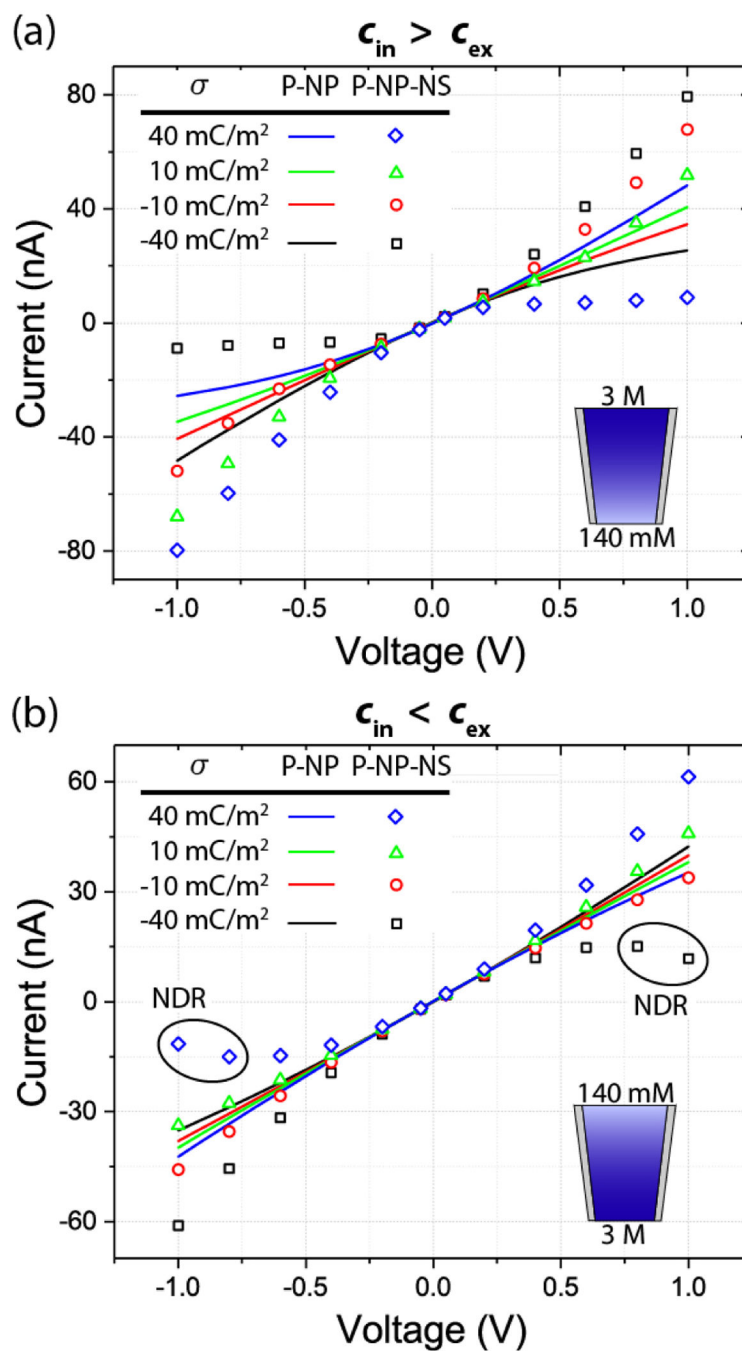 (a)
c_in > c_ex
σ P-NP P-NP-NS
40 mC/m²
10 mC/m²
-10 mC/m²
-40 mC/m²
80
40
0
-40
-80
Current (nA)
3 M
140 mM
-1.0 -0.5 0.0 0.5 1.0
Voltage (V)
(b)
c_in < c_ex
σ P-NP P-NP-NS
40 mC/m²
10 mC/m²
-10 mC/m²
-40 mC/m²
60
30
0
-30
-60
Current (nA)
NDR
NDR
140 mM
3 M
-1.0 -0.5 0.0 0.5 1.0
Voltage (V)